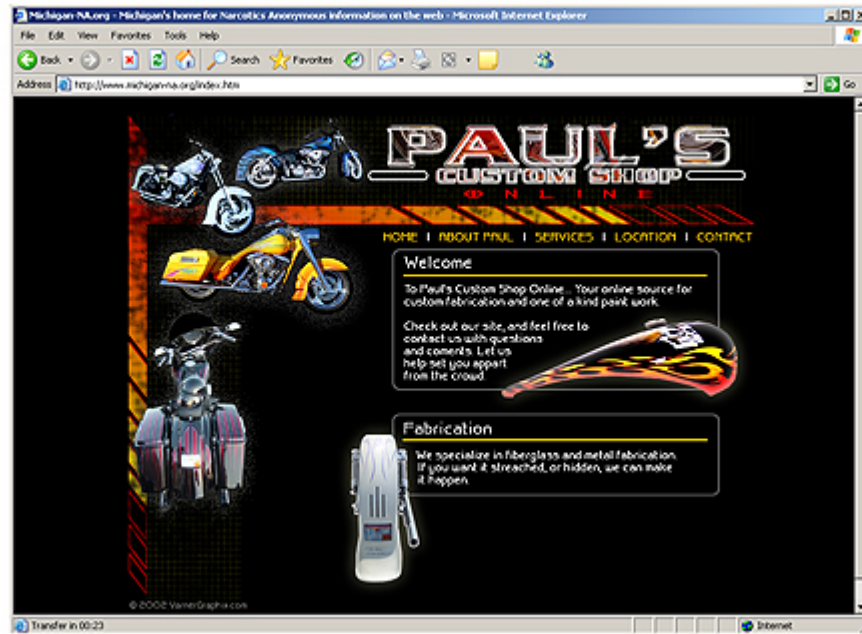 Michigan-NA.org - Michigan's home for Narcotics Anonymous information on the web - Microsoft Internet Explorer
File Edit View Favorites Tools Help
Back Search Favorites
Address http://www.michigan-na.org/index.htm Go
PAUL'S
CUSTOM SHOP
ONLINE
HOME | ABOUT PAUL | SERVICES | LOCATION | CONTACT
Welcome
To Paul's Custom Shop Online... Your online source for
custom fabrication and one of a kind paint work.
Check out our site, and feel free to
contact us with questions
and coments. Let us
help set you appart
from the crowd.
Fabrication
We specialize in fiberglass and metal fabrication.
If you want it streached, or hidden, we can make
it happen.
© 2002 VarnerGraphix.com
Transfer in 00:23 Internet